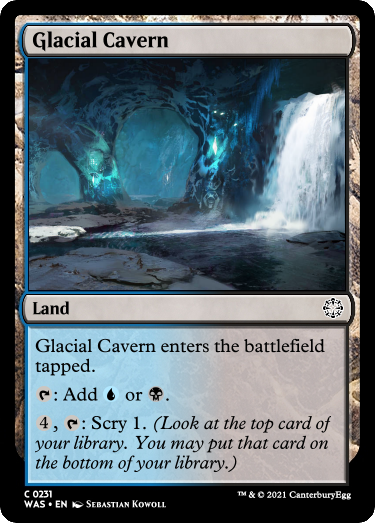 Glacial Cavern
Land
Glacial Cavern enters the battlefield
tapped.
: Add or .
4, : Scry 1. (Look at the top card of
your library. You may put that card on
the bottom of your library.)
C 0231
WAS • EN SEBASTIAN KOWOLL
™ & © 2021 CanterburyEgg